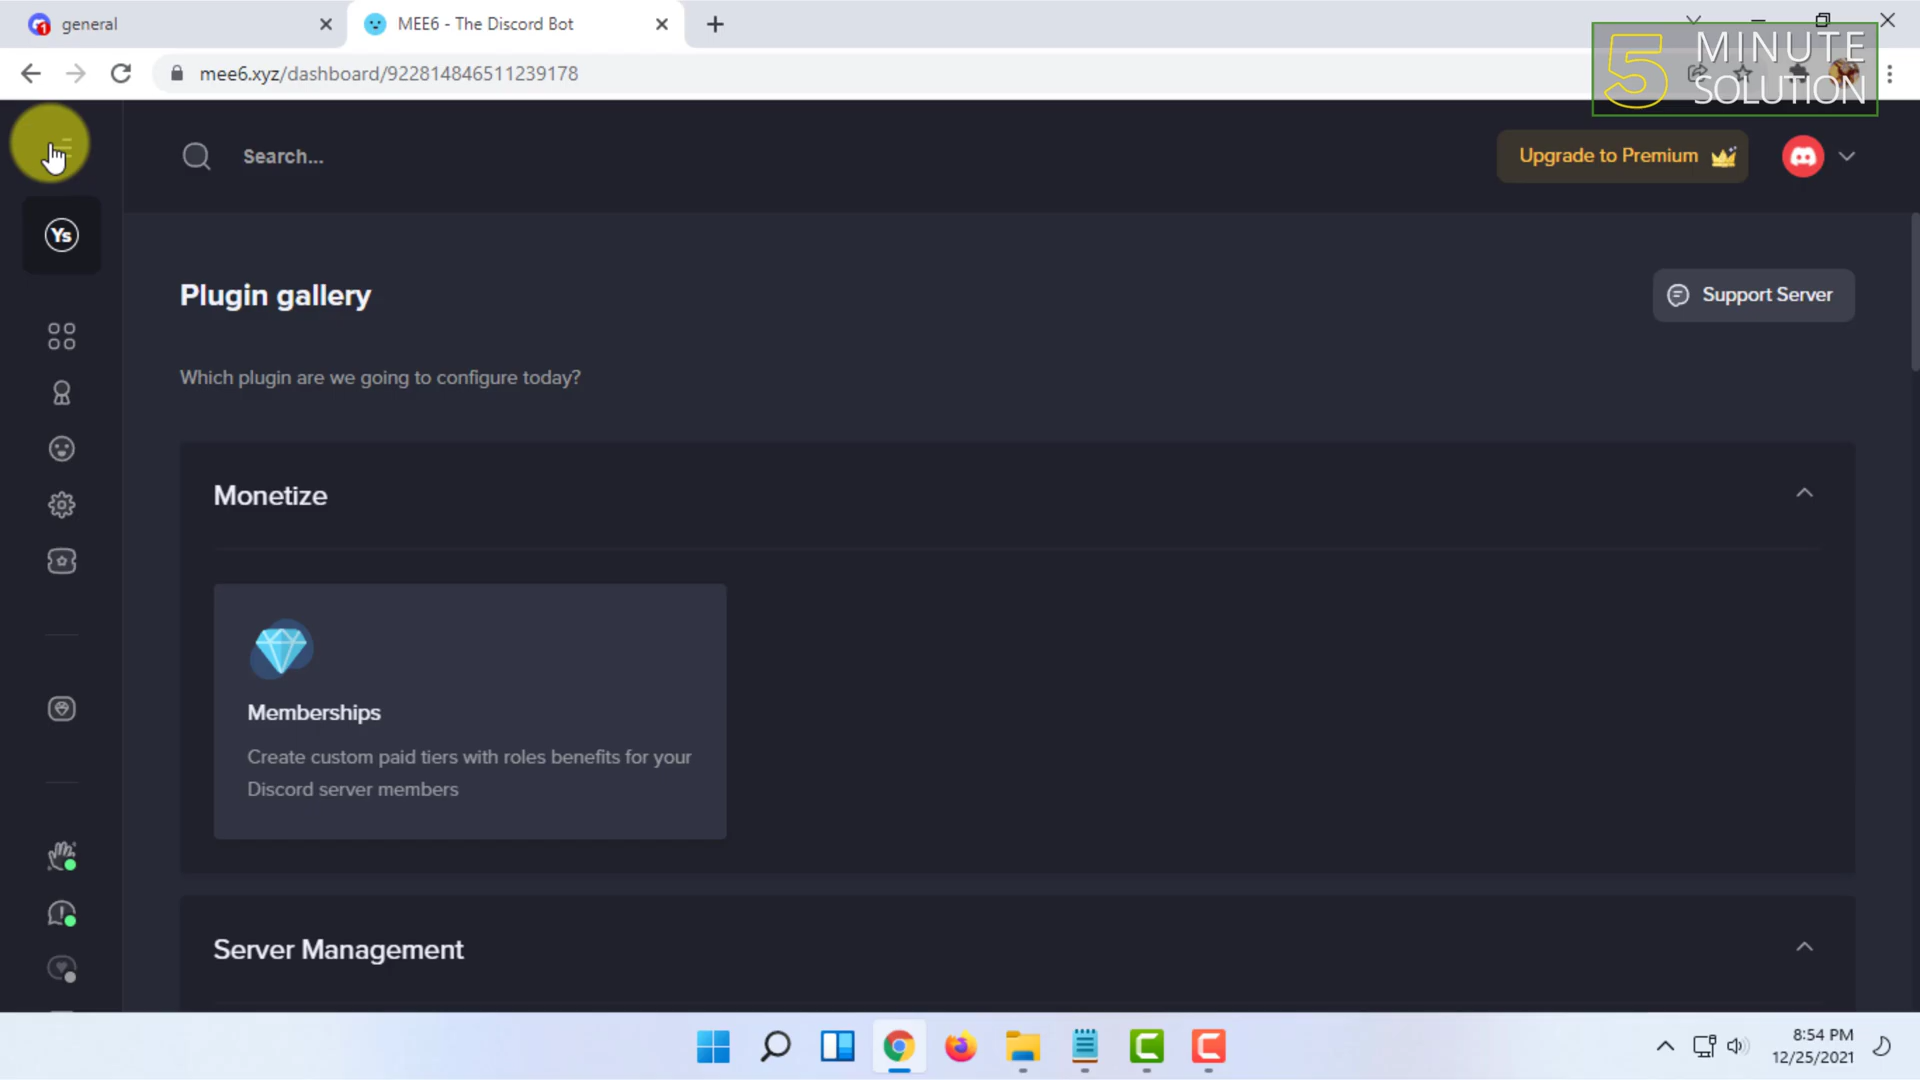 general
MEE6 - The Discord Bot
mee6.xyz/dashboard/922814846511239178
5 MINUTE
SOLUTION
Search...
Upgrade to Premium
Ys
Plugin gallery
Support Server
Which plugin are we going to configure today?
Monetize
Memberships
Create custom paid tiers with roles benefits for your
Discord server members
Server Management
8:54 PM
12/25/2021